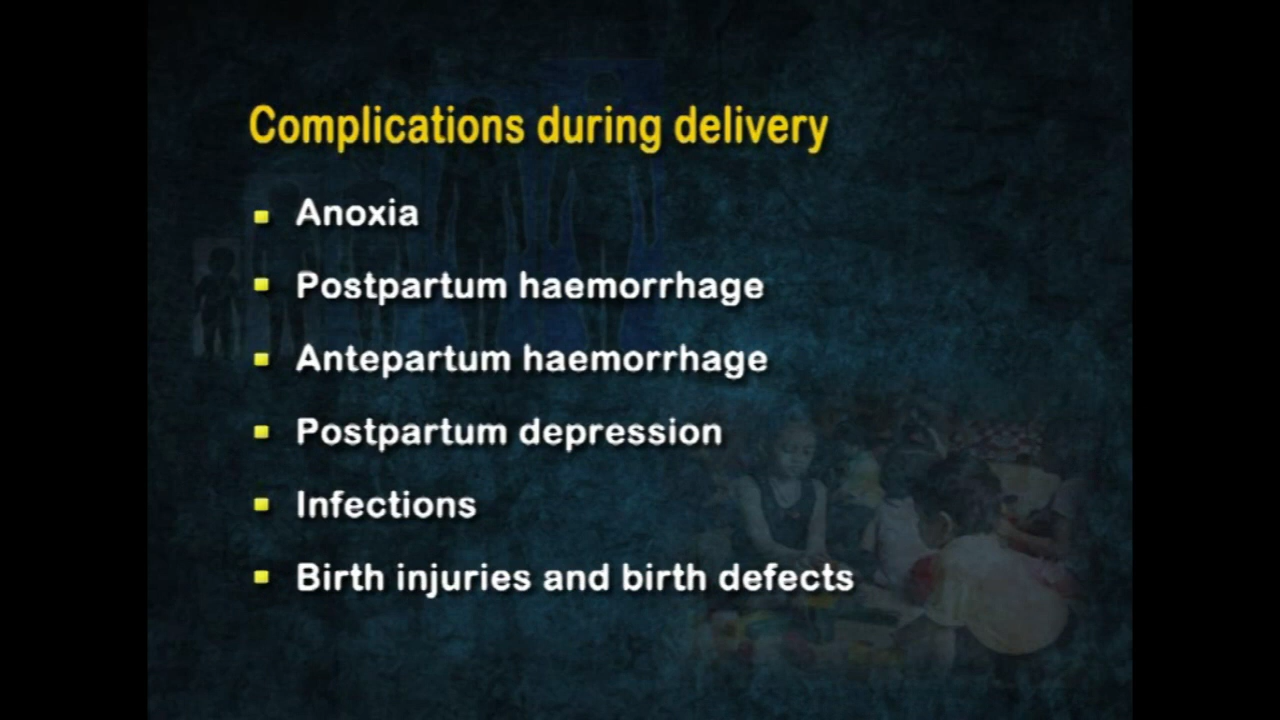 Complications during delivery
Anoxia
Postpartum haemorrhage
Antepartum haemorrhage
Postpartum depression
Infections
Birth injuries and birth defects